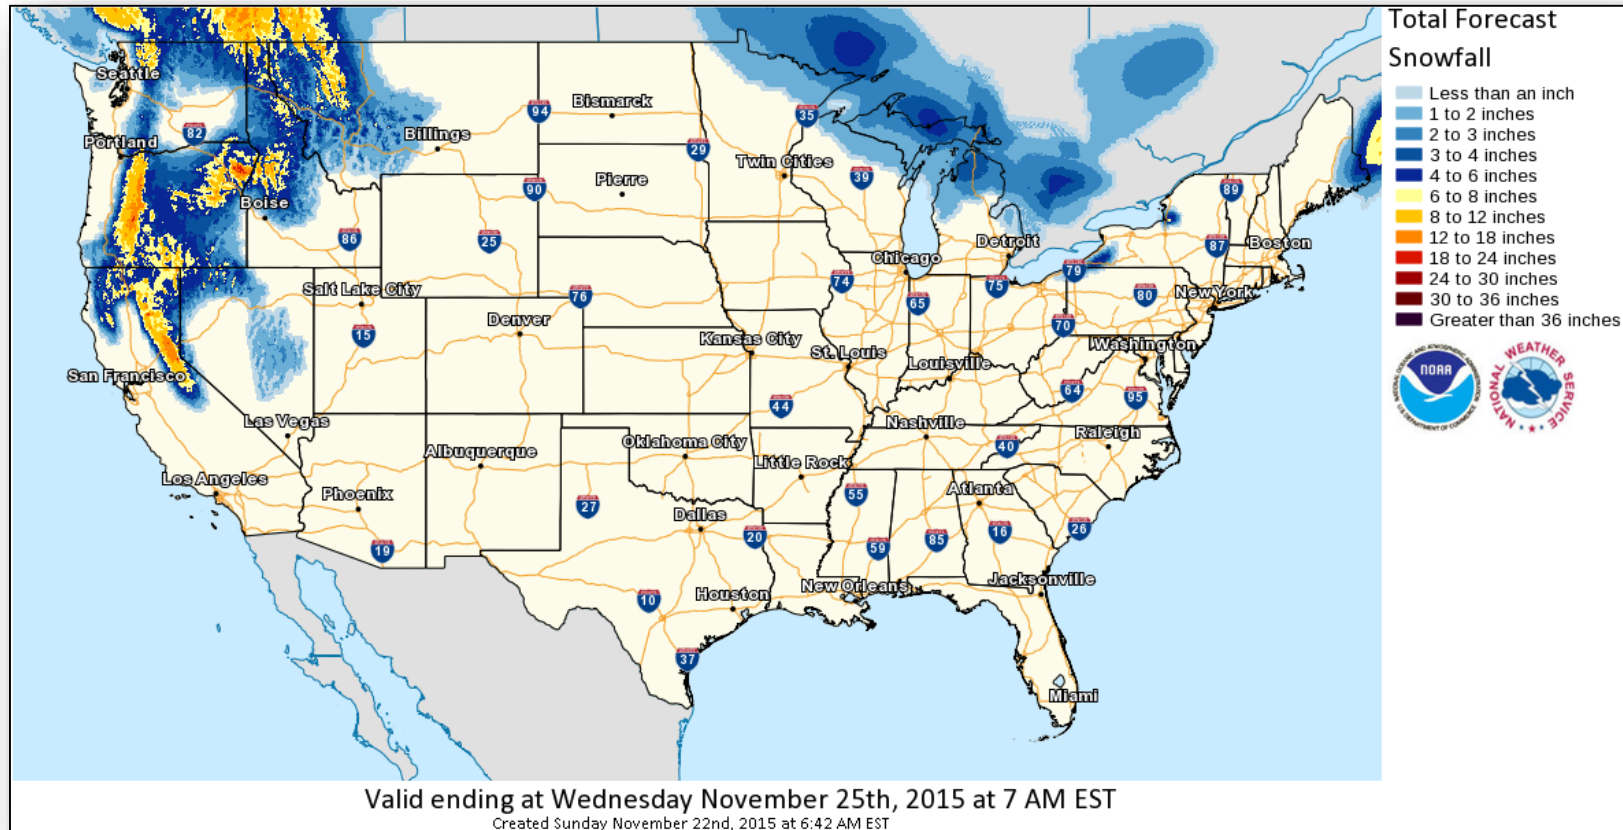 Total Forecast
Snowfall
Less than an inch
1 to 2 inches
2 to 3 inches
3 to 4 inches
4 to 6 inches
6 to 8 inches
8 to 12 inches
12 to 18 inches
18 to 24 inches
24 to 30 inches
30 to 36 inches
Greater than 36 inches
NOAA
NATIONAL OCEANIC AND ATMOSPHERIC ADMINISTRATION
U.S. DEPARTMENT OF COMMERCE
NATIONAL WEATHER SERVICE
Seattle
94
Bismarck
35
82
Billings
Portland
29
Twin Cities
39
90
Pierre
89
Boise
86
25
Detroit
87
Boston
Chicago
79
Salt Lake City
76
74
65
75
80
New York
15
Denver
Kansas City
70
Washington
St. Louis
Louisville
San Francisco
64
95
44
Las Vegas
Nashville
Raleigh
Albuquerque
Oklahoma City
40
Little Rock
Los Angeles
Phoenix
27
55
Atlanta
Dallas
20
16
26
19
59
85
10
Houston
New Orleans
Jacksonville
37
Miami
Valid ending at Wednesday November 25th, 2015 at 7 AM EST
Created Sunday November 22nd, 2015 at 6:42 AM EST